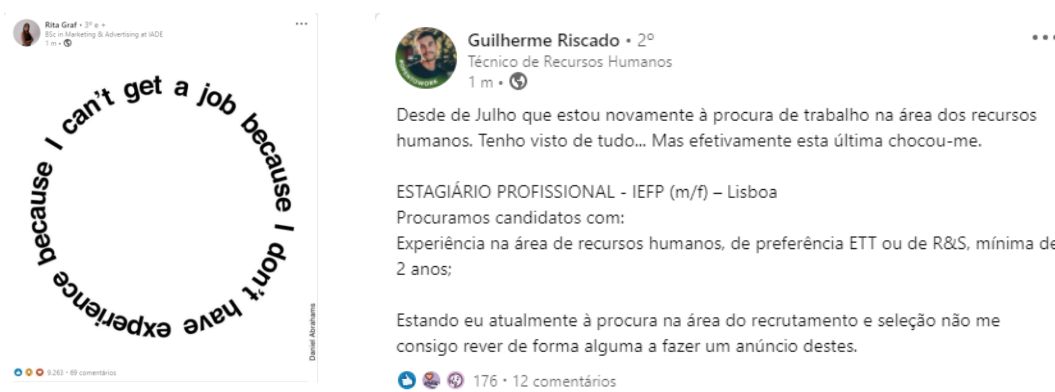 Rita Graf • 3º e +
BSc in Marketing & Advertising at IADE
1 m •
I can't get a job because I don't have experience because
Daniel Abrahams
9.263 • 69 comentários
Guilherme Riscado • 2º
Técnico de Recursos Humanos
1 m •
#OPENTOWORK
Desde de Julho que estou novamente à procura de trabalho na área dos recursos
humanos. Tenho visto de tudo... Mas efetivamente esta última chocou-me.
ESTAGIÁRIO PROFISSIONAL - IEFP (m/f) – Lisboa
Procuramos candidatos com:
Experiência na área de recursos humanos, de preferência ETT ou de R&S, mínima de
2 anos;
Estando eu atualmente à procura na área do recrutamento e seleção não me
consigo rever de forma alguma a fazer um anúncio destes.
176 • 12 comentários